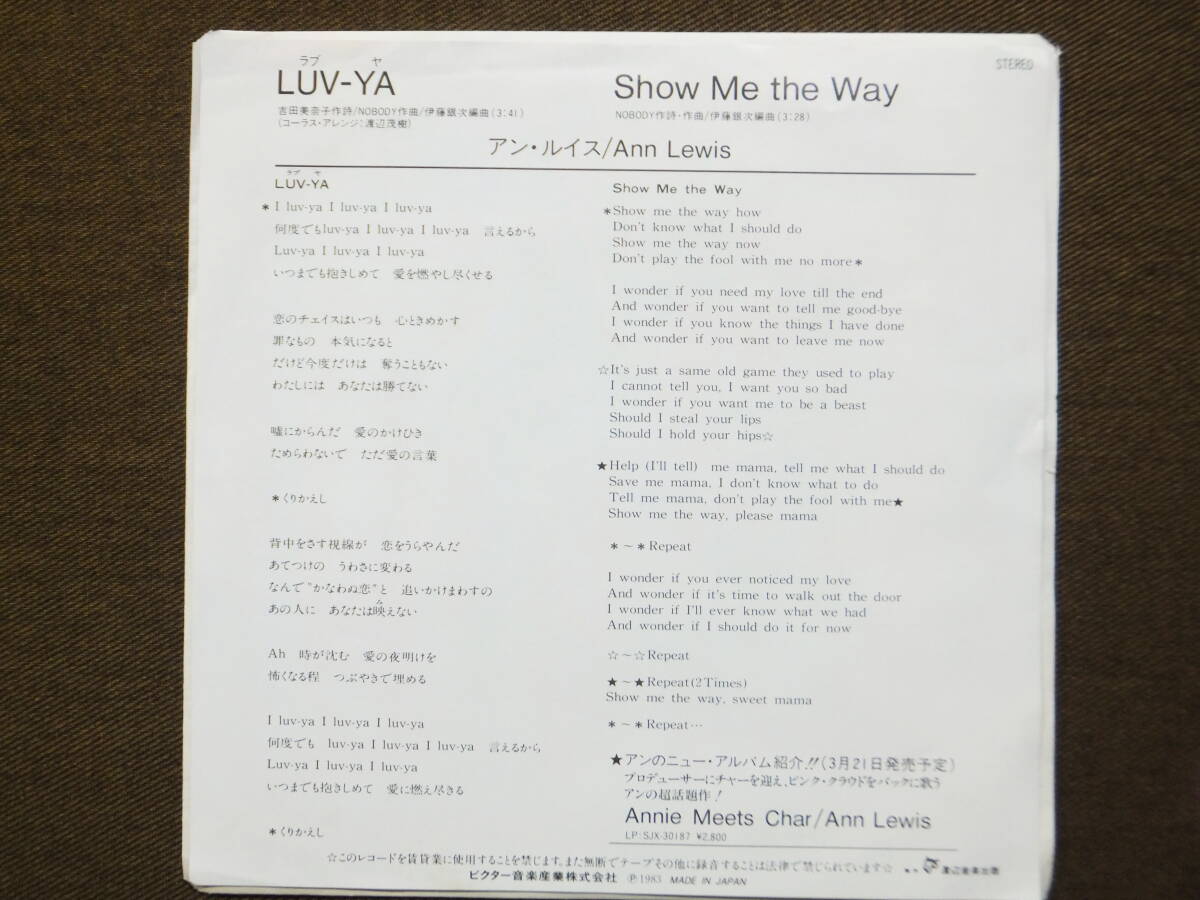 STEREO
ラブ ヤ
LUV-YA
吉田美奈子作詩/NOBODY作曲/伊藤銀次編曲(3:41)
(コーラス・アレンジ:渡辺茂樹)
Show Me the Way
NOBODY作詩・作曲/伊藤銀次編曲(3:28)
アン・ルイス/Ann Lewis
ラブ ヤ
LUV-YA
*I luv-ya I luv-ya I luv-ya
何度でもluv-ya I luv-ya I luv-ya 言えるから
Luv-ya I luv-ya I luv-ya
いつまでも抱きしめて 愛を燃やし尽くせる
恋のチェイスはいつも 心ときめかす
罪なもの 本気になると
だけど今度だけは 奪うこともない
わたしには あなたは勝てない
嘘にからんだ 愛のかけひき
ためらわないで ただ愛の言葉
*くりかえし
背中をさす視線が 恋をうらやんだ
あてつけの うわさに変わる
なんで"かなわぬ恋"と 追いかけまわすの
み
あの人に あなたは映えない
Ah 時が沈む 愛の夜明けを
怖くなる程 つぶやきで埋める
I luv-ya I luv-ya I luv-ya
何度でも luv-ya I luv-ya I luv-ya 言えるから
Luv-ya I luv-ya I luv-ya
いつまでも抱きしめて 愛に燃え尽きる
*くりかえし
Show Me the Way
*Show me the way how
Don't know what I should do
Show me the way now
Don't play the fool with me no more*
I wonder if you need my love till the end
And wonder if you want to tell me good-bye
I wonder if you know the things I have done
And wonder if you want to leave me now
☆It's just a same old game they used to play
I cannot tell you, I want you so bad
I wonder if you want me to be a beast
Should I steal your lips
Should I hold your hips☆
★Help (I'll tell) me mama, tell me what I should do
Save me mama, I don't know what to do
Tell me mama, don't play the fool with me★
Show me the way, please mama
*~*Repeat
I wonder if you ever noticed my love
And wonder if it's time to walk out the door
I wonder if I'll ever know what we had
And wonder if I should do it for now
☆~☆Repeat
★~★Repeat(2Times)
Show me the way, sweet mama
*~*Repeat…
★アンのニュー・アルバム紹介!!(3月21日発売予定)
プロデューサーにチャーを迎え、ピンク・クラウドをバックに歌う
アンの超話題作!
Annie Meets Char/Ann Lewis
LP:SJX-30187 ¥2,800
☆このレコードを賃貸業に使用することを禁じます。また無断でテープその他に録音することは法律で禁じられています☆
ビクター音楽産業株式会社 Ⓟ1983 MADE IN JAPAN
渡辺音楽出版